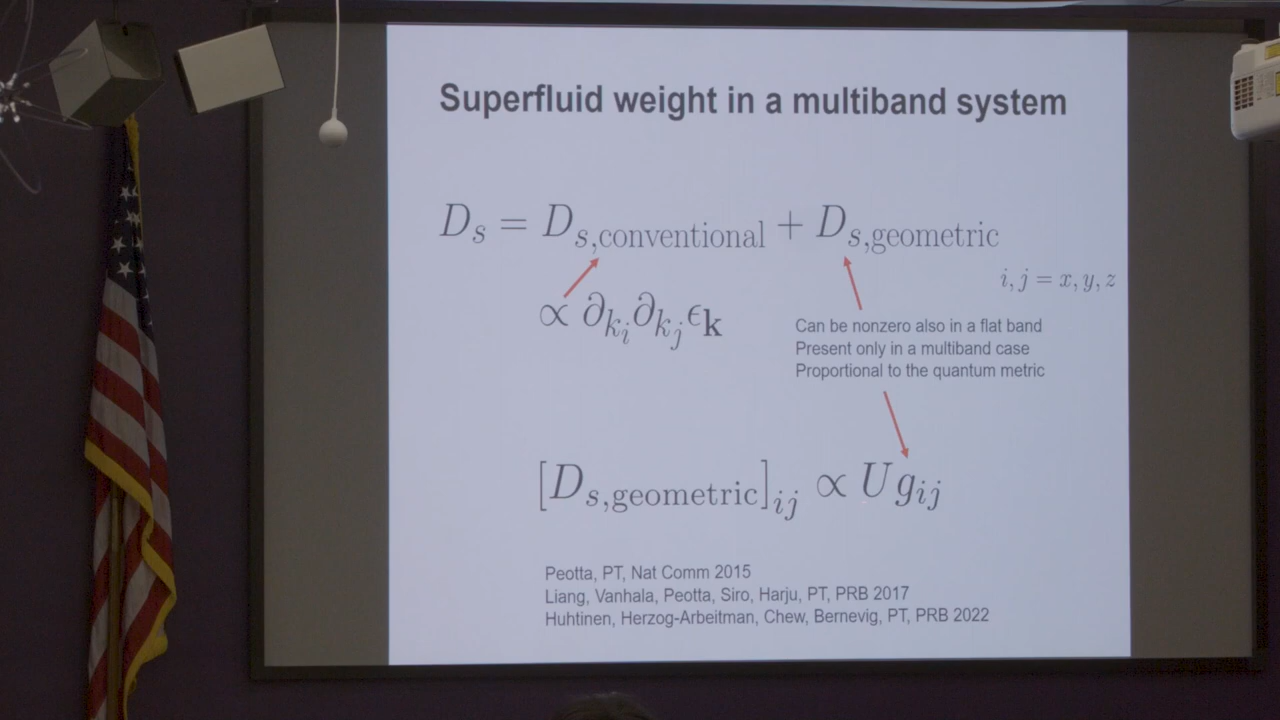 Superfluid weight in a multiband system
D_s = D_{s,conventional} + D_{s,geometric}
i, j = x, y, z
∝ ∂_{k_i}∂_{k_j}ϵ_𝐤
Can be nonzero also in a flat band
Present only in a multiband case
Proportional to the quantum metric
[D_{s,geometric}]_{ij} ∝ Ug_{ij}
Peotta, PT, Nat Comm 2015
Liang, Vanhala, Peotta, Siro, Harju, PT, PRB 2017
Huhtinen, Herzog-Arbeitman, Chew, Bernevig, PT, PRB 2022